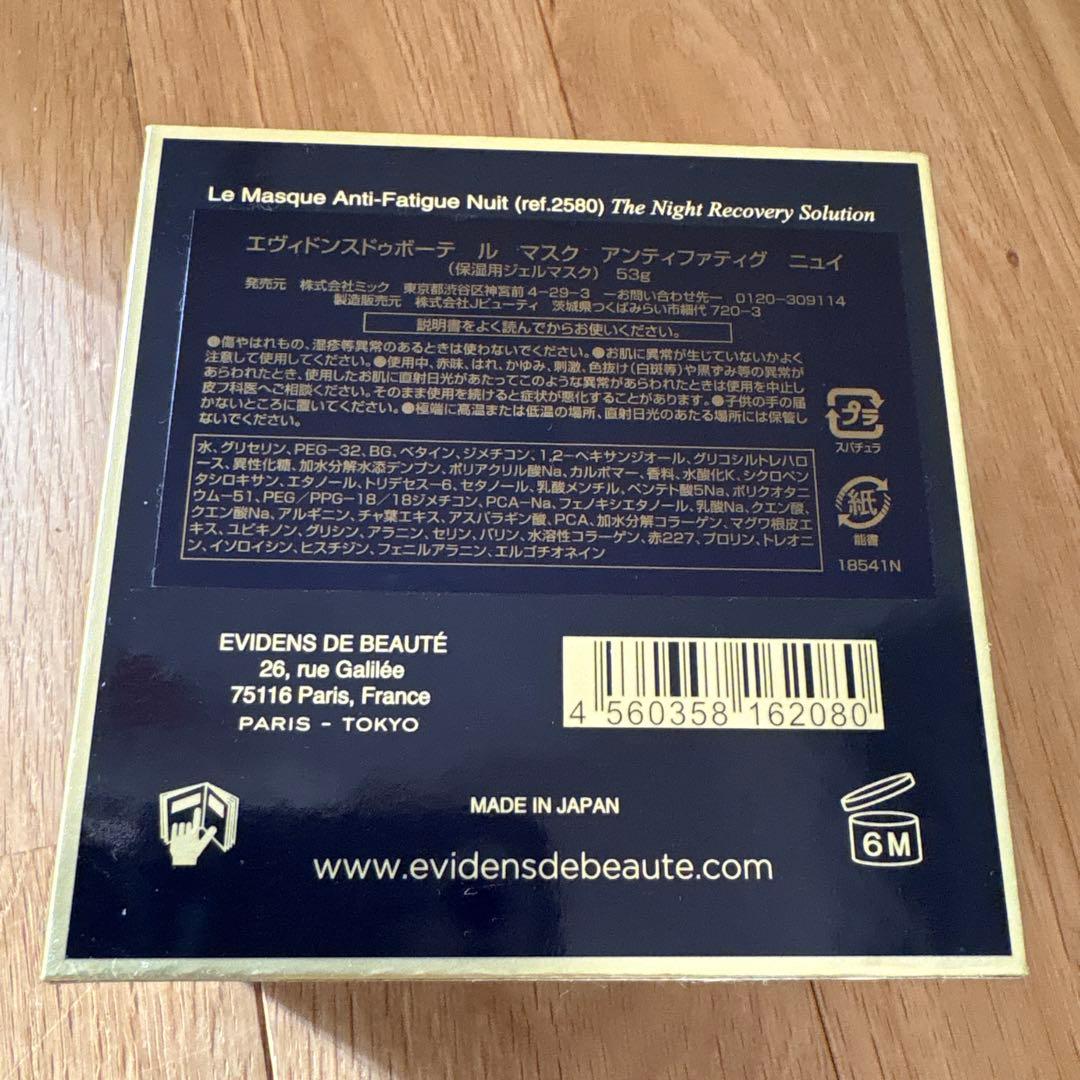 Le Masque Anti-Fatigue Nuit (ref.2580) The Night Recovery Solution
エヴィドンスドゥボーテ ル マスク アンティファティグ ニュイ
(保湿用ジェルマスク) 53g
発売元 株式会社ミック 東京都渋谷区神宮前 4-29-3 ―お問い合わせ先― 0120-309114
製造販売元 株式会社Jビューティ 茨城県つくばみらい市細代 720-3
説明書をよく読んでからお使いください。
●傷やはれもの、湿疹等異常のあるときは使わないでください。●お肌に異常が生じていないかよく
注意して使用してください。●使用中、赤味、はれ、かゆみ、刺激、色抜け(白斑等)や黒ずみ等の異常が
あらわれたとき、使用したお肌に直射日光があたってこのような異常があらわれたときは使用を中止し
皮フ科医へご相談ください。そのまま使用を続けると症状が悪化することがあります。●子供の手の届
かないところに置いてください。●極端に高温または低温の場所、直射日光のあたる場所には保管し
ないでください。
プラ
スパチュラ
水、グリセリン、PEG-32、BG、ベタイン、ジメチコン、1,2-ヘキサンジオール、グリコシルトレハロ
ース、異性化糖、加水分解水添デンプン、ポリアクリル酸Na、カルボマー、香料、水酸化K、シクロペン
タシロキサン、エタノール、トリデセス-6、セタノール、乳酸メンチル、ペンテト酸5Na、ポリクオタニ
ウム-51、PEG/PPG-18/18ジメチコン、PCA-Na、フェノキシエタノール、乳酸Na、クエン酸、
クエン酸Na、アルギニン、チャ葉エキス、アスパラギン酸、PCA、加水分解コラーゲン、マグワ根皮エ
キス、ユビキノン、グリシン、アラニン、セリン、バリン、水溶性コラーゲン、赤227、プロリン、トレオニ
ン、イソロイシン、ヒスチジン、フェニルアラニン、エルゴチオネイン
紙
能書
18541N
EVIDENS DE BEAUTÉ
26, rue Galilée
75116 Paris, France
PARIS - TOKYO
4 560358 162080
MADE IN JAPAN
6M
www.evidensdebeaute.com